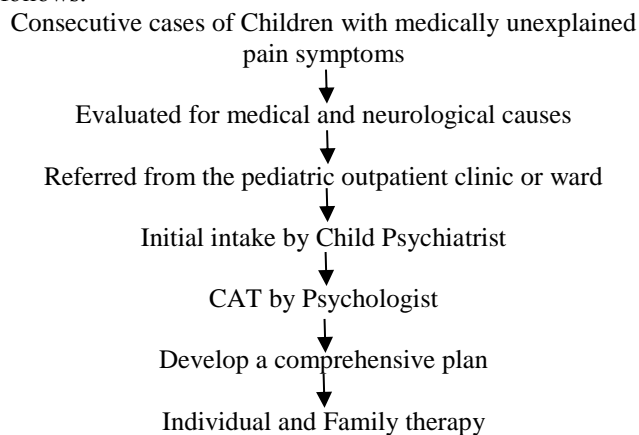 follows.
Consecutive cases of Children with medically unexplained
pain symptoms
Evaluated for medical and neurological causes
Referred from the pediatric outpatient clinic or ward
Initial intake by Child Psychiatrist
CAT by Psychologist
Develop a comprehensive plan
Individual and Family therapy